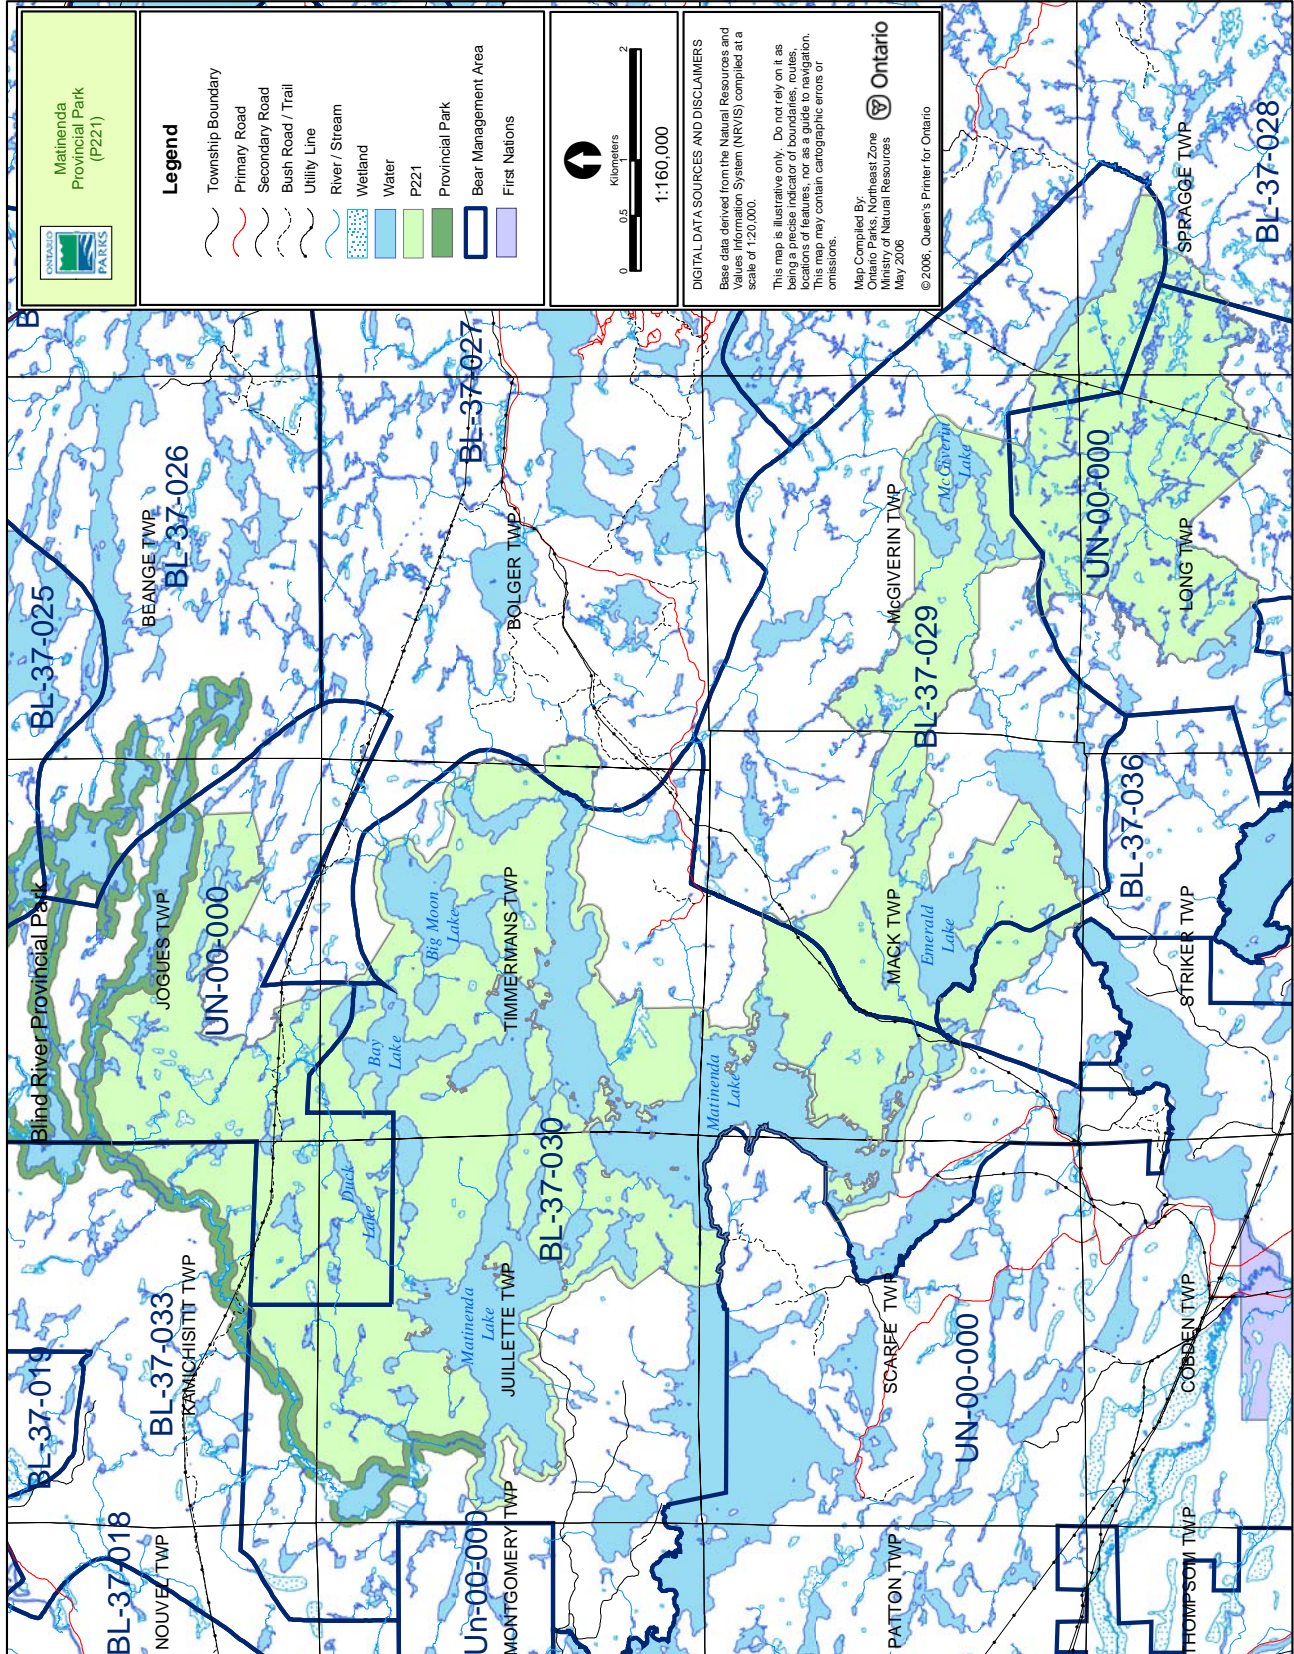 Matinenda
Provincial Park
(P221)
ONTARIO
PARKS
Legend
Township Boundary
Primary Road
Secondary Road
Bush Road / Trail
Utility Line
River / Stream
Wetland
Water
P221
Provincial Park
Bear Management Area
First Nations
Kilometers
0
0.5
1
2
1:160,000
DIGITAL DATA SOURCES AND DISCLAIMERS
Base data derived from the Natural Resources and
Values Information System (NRVIS) compiled at a
scale of 1:20,000.
This map is illustrative only. Do not rely on it as
being a precise indicator of boundaries, routes,
locations of features, nor as a guide to navigation.
This map may contain cartographic errors or
omissions.
Map Compiled By:
Ontario Parks, Northeast Zone
Ministry of Natural Resources
May 2006
Ontario
© 2006, Queen's Printer for Ontario
B
BL-37-025
BEANGE TWP
BL-37-026
BL-37-027
BOLGER TWP
Blind River Provincial Park
JOGUES TWP
UN-00-000
Big Moon
Lake
TIMMERMANS TWP
Bay
Lake
BL-37-030
Duck
Lake
Matinenda
Lake
JUILLETTE TWP
BL-37-019
BL-37-033
KAMICHISITIT TWP
BL-37-018
NOUVEL TWP
Un-00-000
MONTGOMERY TWP
Matinenda
Lake
MACK TWP
Emerald
Lake
McGIVERIN TWP
BL-37-029
McGiverin
Lake
UN-00-000
LONG TWP
SPRAGGE TWP
BL-37-028
BL-37-036
STRIKER TWP
SCARFE TWP
UN-00-000
COBDEN TWP
PATTON TWP
THOMPSOM TWP